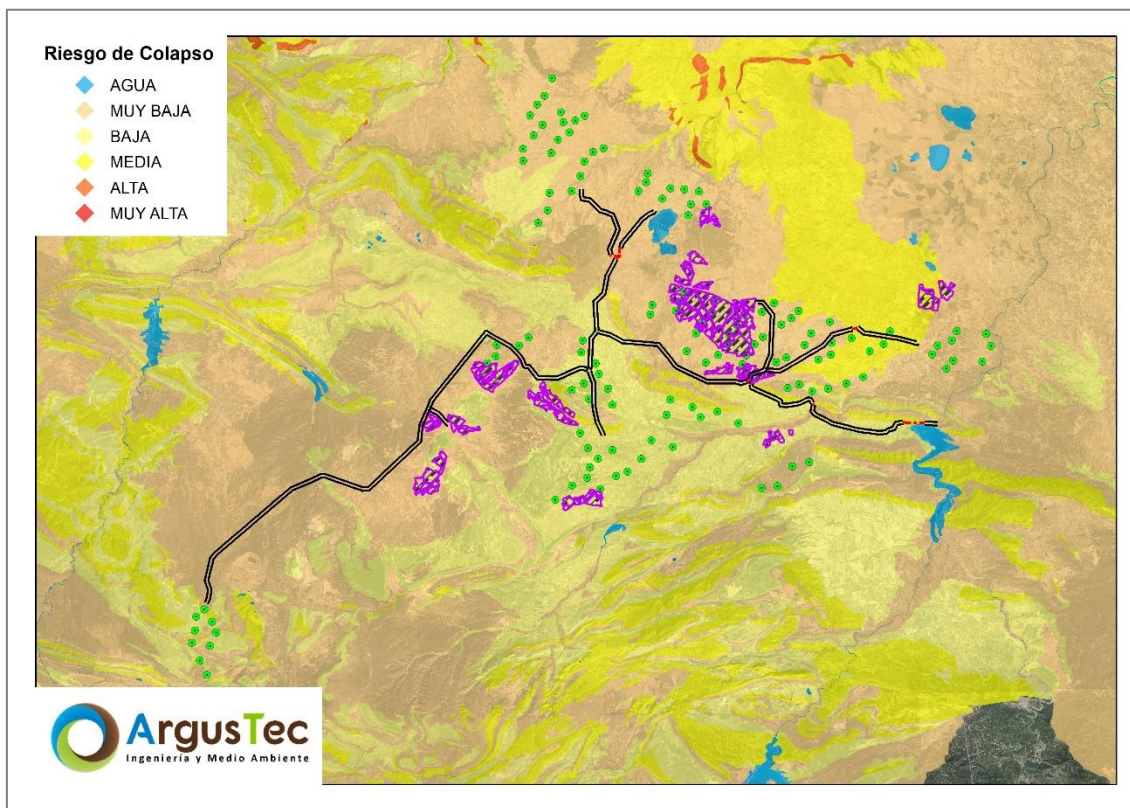 Riesgo de Colapso
AGUA
MUY BAJA
BAJA
MEDIA
ALTA
MUY ALTA
ArgusTec
Ingeniería y Medio Ambiente